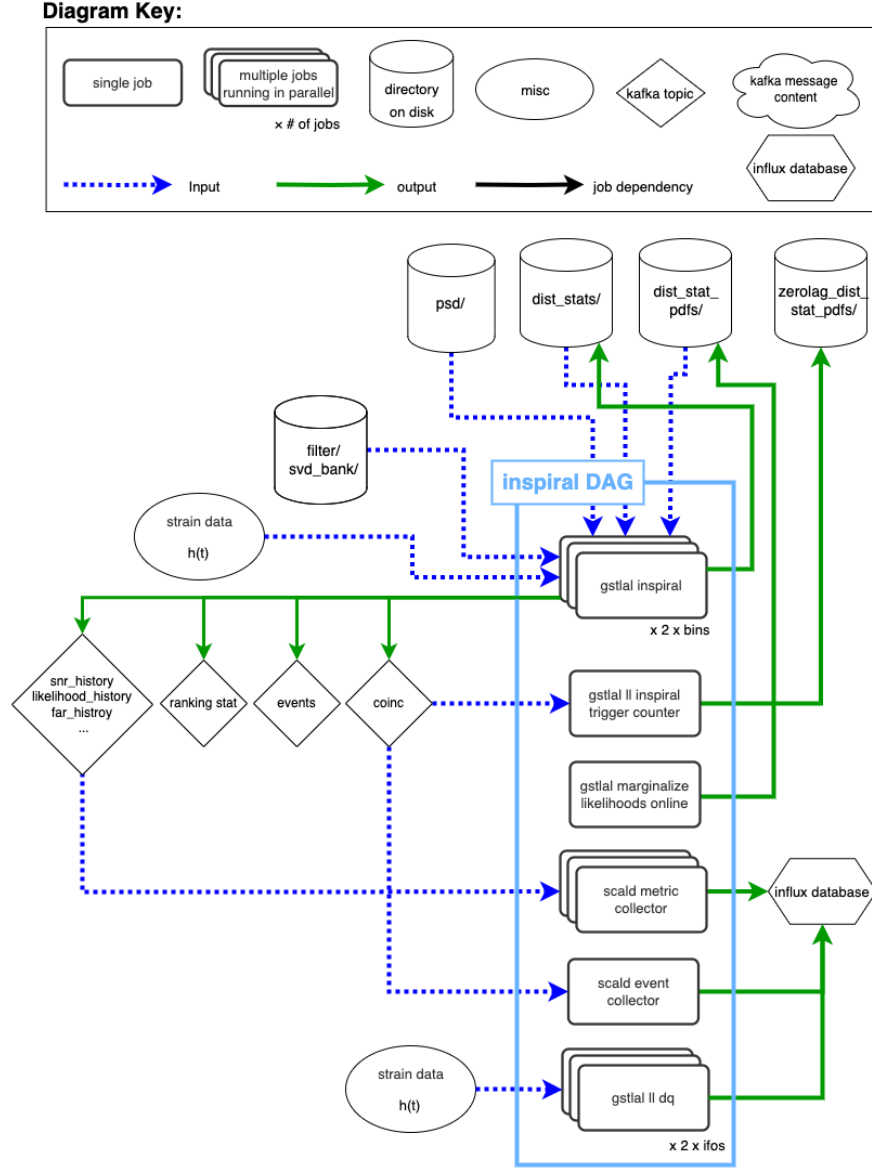 Diagram Key:
single job
multiple jobs
running in parallel
× # of jobs
directory
on disk
misc
kafka topic
kafka message
content
influx database
Input
output
job dependency
psd/
dist_stats/
dist_stat_
pdfs/
zerolag_dist_
stat_pdfs/
filter/
svd_bank/
inspiral DAG
strain data
h(t)
gstlal inspiral
x 2 x bins
snr_history
likelihood_history
far_histroy
...
ranking stat
events
coinc
gstlal ll inspiral
trigger counter
gstlal marginalize
likelihoods online
scald metric
collector
influx database
scald event
collector
strain data
h(t)
gstlal ll dq
x 2 x ifos